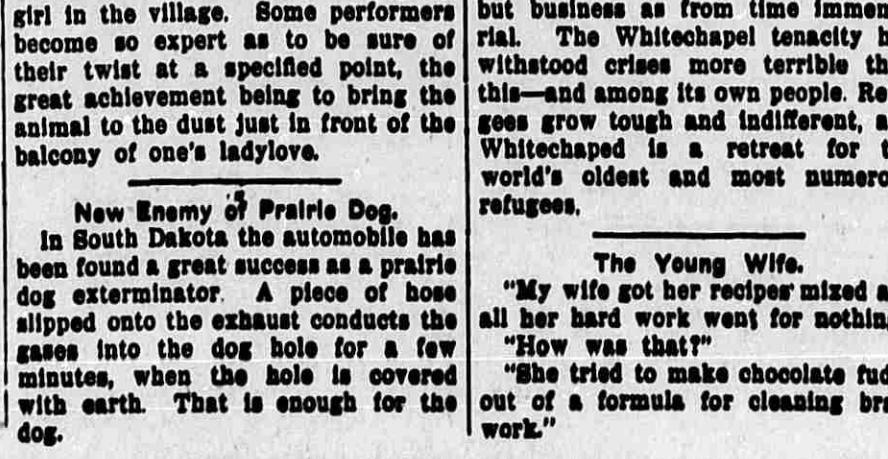 girl in the village. Some performers
become so expert as to be sure of
their twist at a specified point, the
great achievement being to bring the
animal to the dust just in front of the
balcony of one's ladylove.
New Enemy of Prairie Dog.
In South Dakota the automobile has
been found a great success as a prairie
dog exterminator. A piece of hose
slipped onto the exhaust conducts the
gases into the dog hole for a few
minutes, when the hole is covered
with earth. That is enough for the
dog.
but business as from time immem
rial. The Whitechapel tenacity h
withstood crises more terrible th
this—and among its own people. Re
gees grow tough and indifferent, a
Whitechaped is a retreat for t
world's oldest and most numero
refugees.
The Young Wife.
"My wife got her recipes mixed a
all her hard work went for nothin
"How was that?"
"She tried to make chocolate fud
out of a formula for cleaning bra
work."